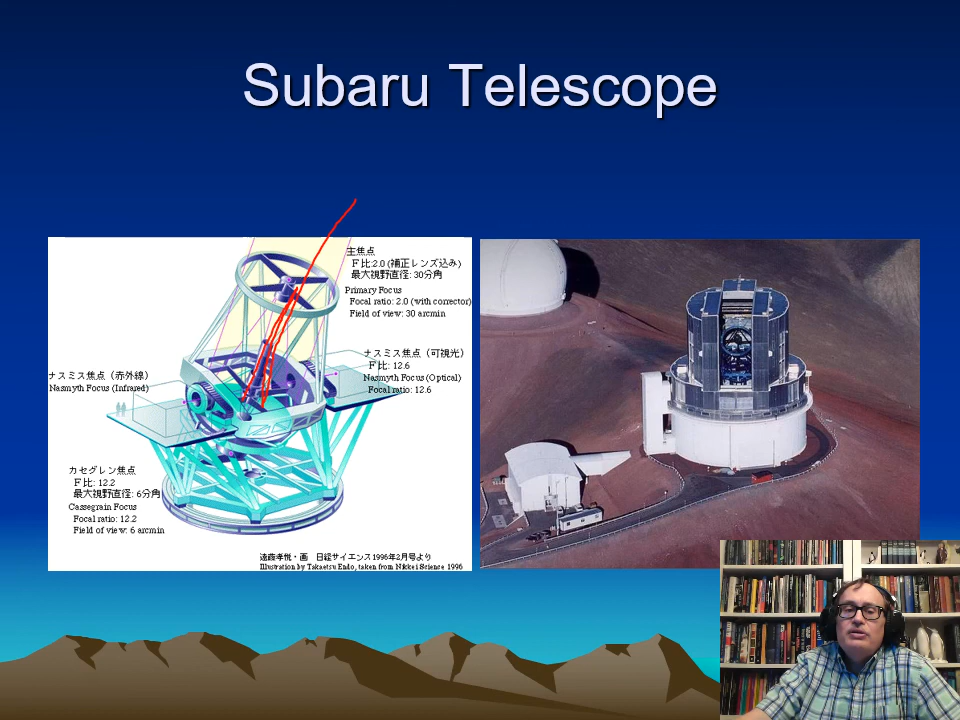 Subaru Telescope
主焦点
F比:2.0 (補正レンズ込み)
最大視野直径: 30分角
Primary Focus
Focal ratio: 2.0 (with corrector)
Field of view: 30 arcmin
ナスミス焦点（可視光）
F比: 12.6
Nasmyth Focus (Optical)
Focal ratio: 12.6
ナスミス焦点（赤外線）
Nasmyth Focus (Infrared)
カセグレン焦点
F比: 12.2
最大視野直径: 6分角
Cassegrain Focus
Focal ratio: 12.2
Field of view: 6 arcmin
遠藤孝悦・画 日経サイエンス1996年2月号より
Illustration by Takaetsu Endo, taken from Nikkei Science 1996